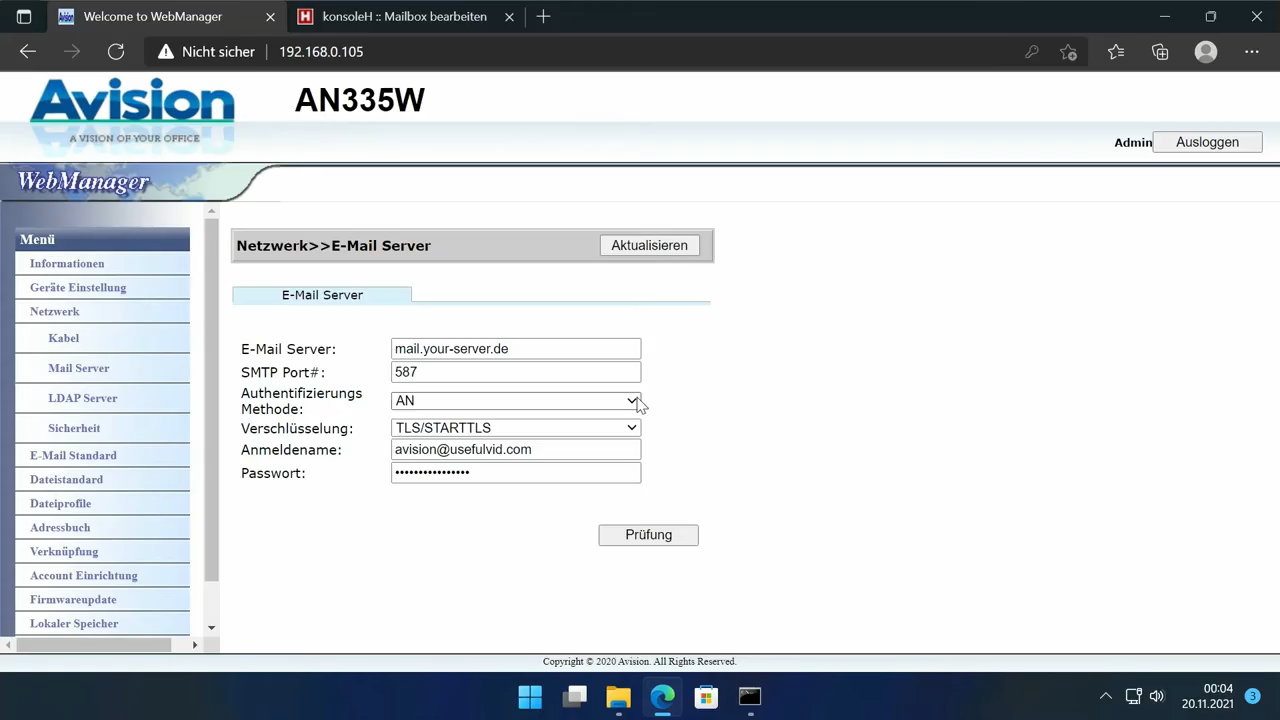 Welcome to WebManager
konsoleH :: Mailbox bearbeiten
Nicht sicher
192.168.0.105
Avision
A VISION OF YOUR OFFICE
AN335W
Admin
Ausloggen
WebManager
Menü
Informationen
Geräte Einstellung
Netzwerk
Kabel
Mail Server
LDAP Server
Sicherheit
E-Mail Standard
Dateistandard
Dateiprofile
Adressbuch
Verknüpfung
Account Einrichtung
Firmwareupdate
Lokaler Speicher
Netzwerk>>E-Mail Server
Aktualisieren
E-Mail Server
E-Mail Server: mail.your-server.de
SMTP Port#: 587
Authentifizierungs
Methode: AN
Verschlüsselung: TLS/STARTTLS
Anmeldename: avision@usefulvid.com
Passwort: ••••••••••••••••
Prüfung
Copyright © 2020 Avision. All Rights Reserved.
00:04
20.11.2021
3